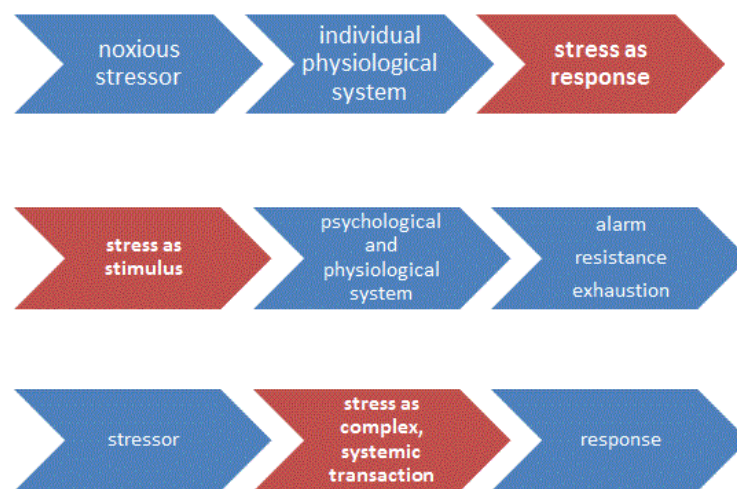 noxious
stressor
individual
physiological
system
stress as
response
stress as
stimulus
psychological
and
physiological
system
alarm
resistance
exhaustion
stressor
stress as
complex,
systemic
transaction
response